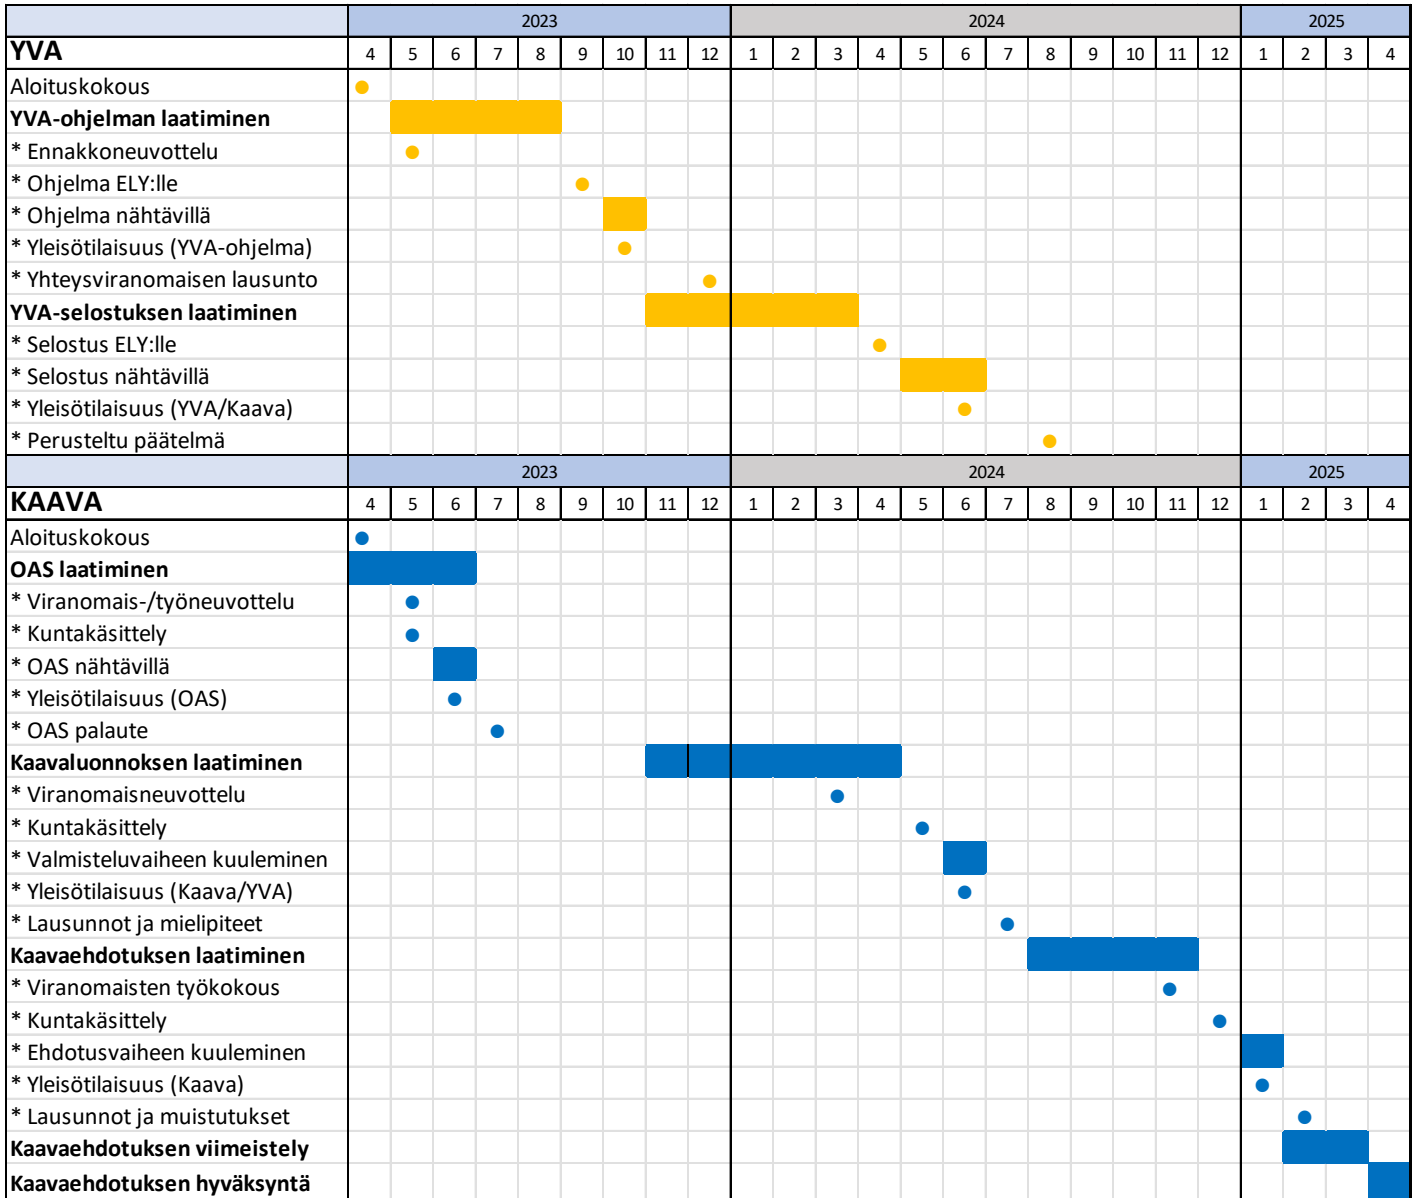 2023 2024 2025
YVA 4 5 6 7 8 9 10 11 12 1 2 3 4 5 6 7 8 9 10 11 12 1 2 3 4
Aloituskokous
YVA-ohjelman laatiminen
* Ennakkoneuvottelu
* Ohjelma ELY:lle
* Ohjelma nähtävillä
* Yleisötilaisuus (YVA-ohjelma)
* Yhteysviranomaisen lausunto
YVA-selostuksen laatiminen
* Selostus ELY:lle
* Selostus nähtävillä
* Yleisötilaisuus (YVA/Kaava)
* Perusteltu päätelmä
2023 2024 2025
KAAVA 4 5 6 7 8 9 10 11 12 1 2 3 4 5 6 7 8 9 10 11 12 1 2 3 4
Aloituskokous
OAS laatiminen
* Viranomais-/työneuvottelu
* Kuntakäsittely
* OAS nähtävillä
* Yleisötilaisuus (OAS)
* OAS palaute
Kaavaluonnoksen laatiminen
* Viranomaisneuvottelu
* Kuntakäsittely
* Valmisteluvaiheen kuuleminen
* Yleisötilaisuus (Kaava/YVA)
* Lausunnot ja mielipiteet
Kaavaehdotuksen laatiminen
* Viranomaisten työkokous
* Kuntakäsittely
* Ehdotusvaiheen kuuleminen
* Yleisötilaisuus (Kaava)
* Lausunnot ja muistutukset
Kaavaehdotuksen viimeistely
Kaavaehdotuksen hyväksyntä